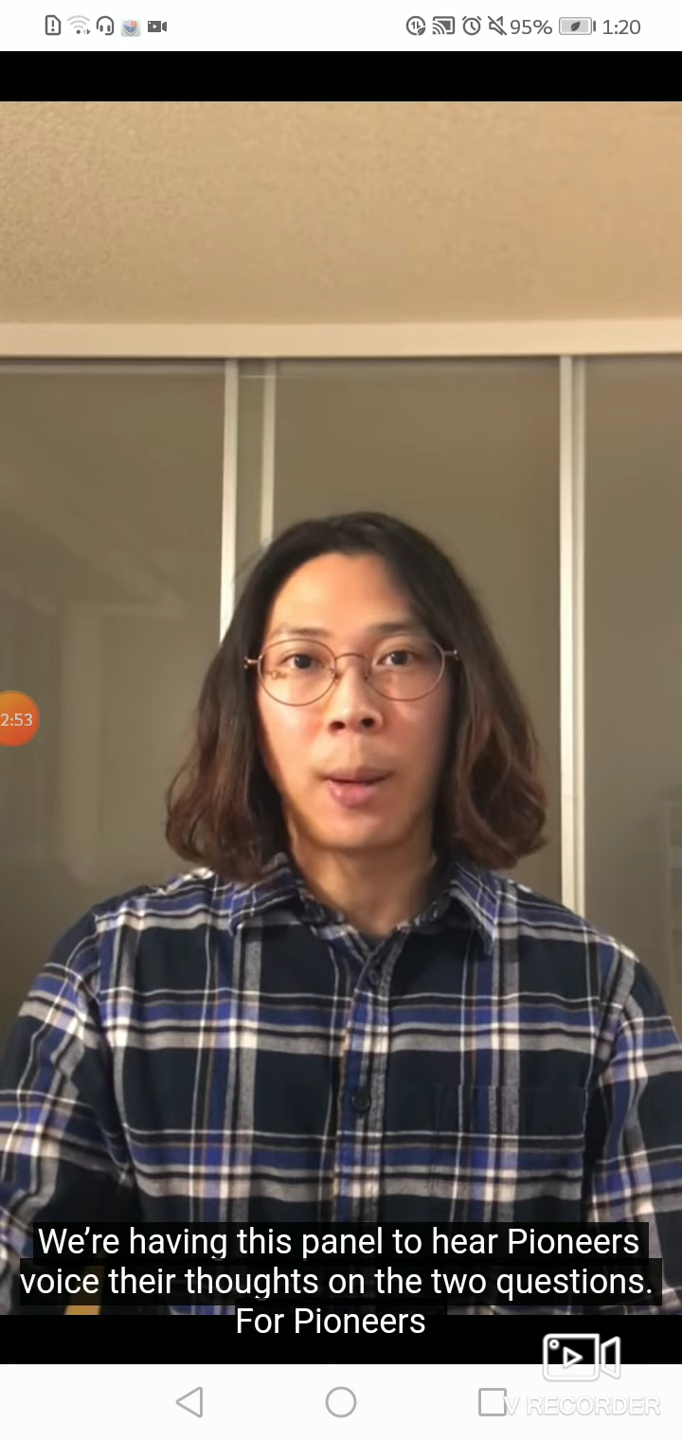 95% 1:20
2:53
We’re having this panel to hear Pioneers
voice their thoughts on the two questions.
For Pioneers
V RECORDER